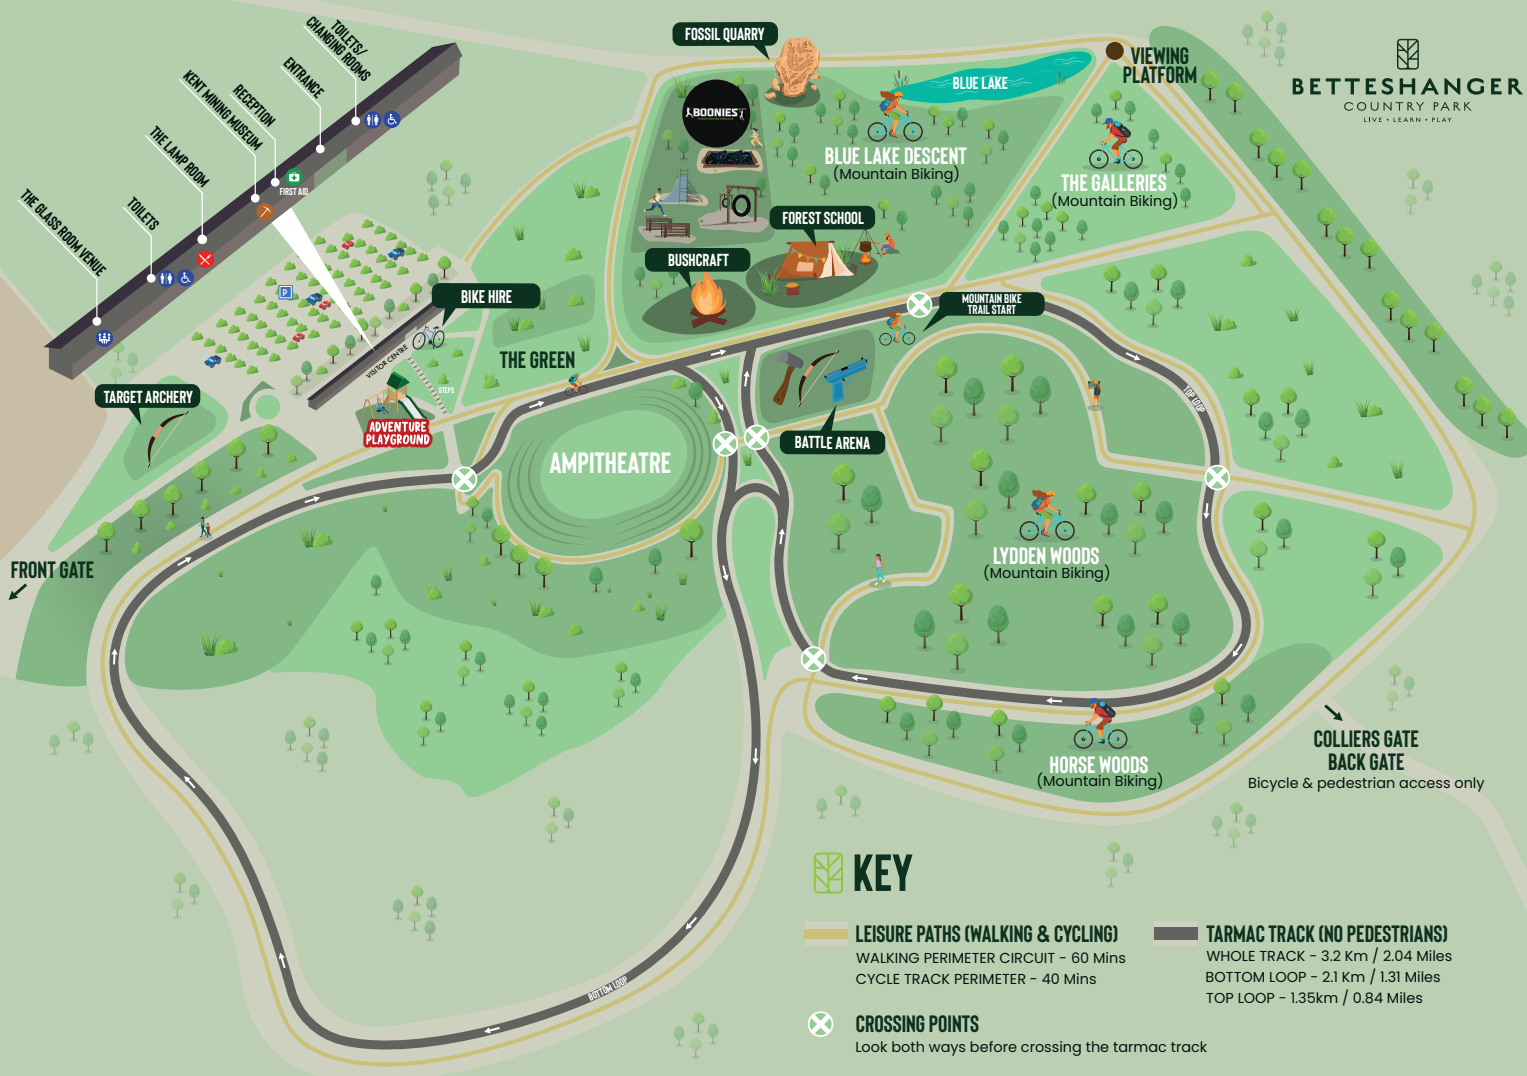 TOILETS/
CHANGING ROOMS
ENTRANCE
RECEPTION
KENT MINING MUSEUM
THE LAMP ROOM
TOILETS
THE GLASS ROOM VENUE
FIRST AID
P
FOSSIL QUARRY
BOONIES
BLUE LAKE
VIEWING
PLATFORM
BETTESHANGER
COUNTRY PARK
LIVE • LEARN • PLAY
BLUE LAKE DESCENT
(Mountain Biking)
THE GALLERIES
(Mountain Biking)
FOREST SCHOOL
BUSHCRAFT
BIKE HIRE
MOUNTAIN BIKE
TRAIL START
VISITOR CENTRE
STEPS
THE GREEN
TARGET ARCHERY
ADVENTURE
PLAYGROUND
AMPITHEATRE
BATTLE ARENA
TOP LOOP
LYDDEN WOODS
(Mountain Biking)
FRONT GATE
HORSE WOODS
(Mountain Biking)
COLLIERS GATE
BACK GATE
Bicycle & pedestrian access only
BOTTOM LOOP
KEY
LEISURE PATHS (WALKING & CYCLING)
WALKING PERIMETER CIRCUIT - 60 Mins
CYCLE TRACK PERIMETER - 40 Mins
TARMAC TRACK (NO PEDESTRIANS)
WHOLE TRACK - 3.2 Km / 2.04 Miles
BOTTOM LOOP - 2.1 Km / 1.31 Miles
TOP LOOP - 1.35km / 0.84 Miles
CROSSING POINTS
Look both ways before crossing the tarmac track